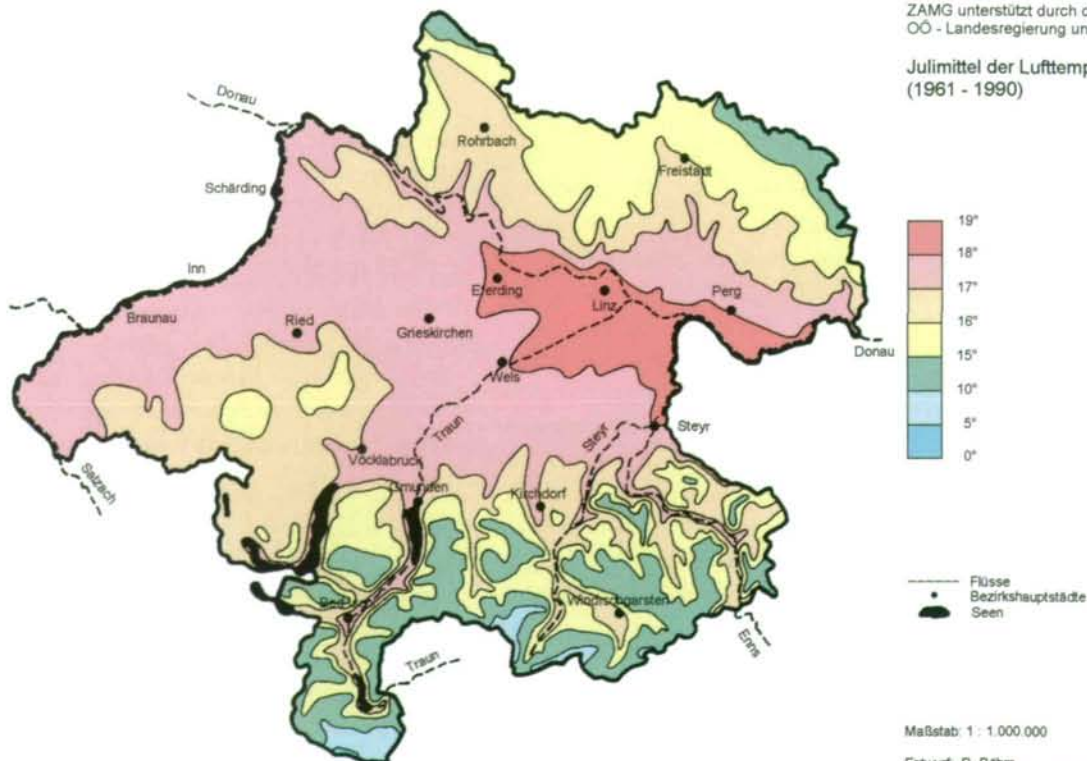 ZAMG unterstützt durch
OÖ - Landesregierung
Julimittel der
(1961 - 1990)
Donau
Rohrbach
Freistadt
Schärding
Inn
Eferding
Linz
Perg
Braunau
Ried
Grieskirchen
Donau
Wels
Traun
Steyr
Steyr
Salzach
Vöcklabruck
Gmunden
Kirchdorf
Windischgarsten
Enns
Traun
19°
18°
17°
16°
15°
10°
5°
0°
Flüsse
Bezirkshauptstädte
Seen
Maßstab: 1 : 1.000.000